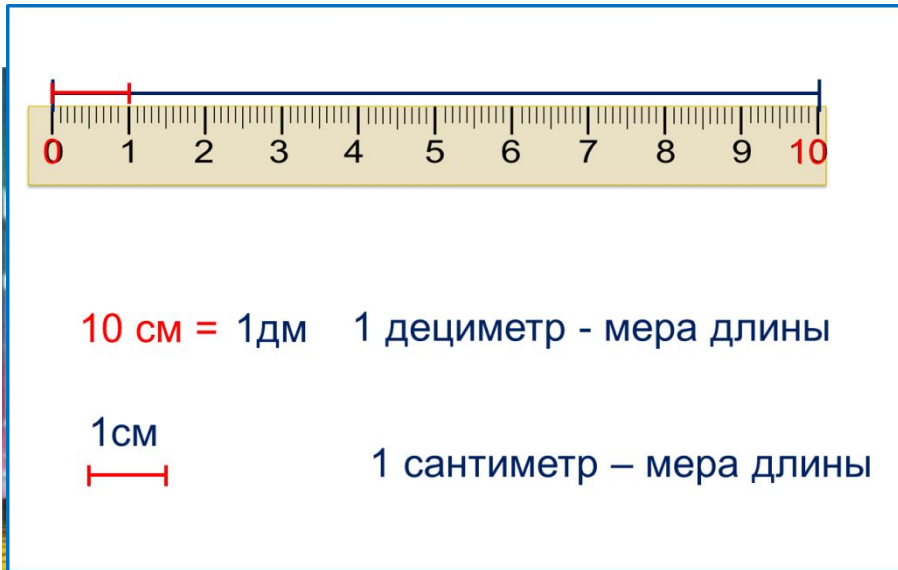 0 1 2 3 4 5 6 7 8 9 10
10 см = 1дм 1 дециметр - мера длины
1см
1 сантиметр – мера длины